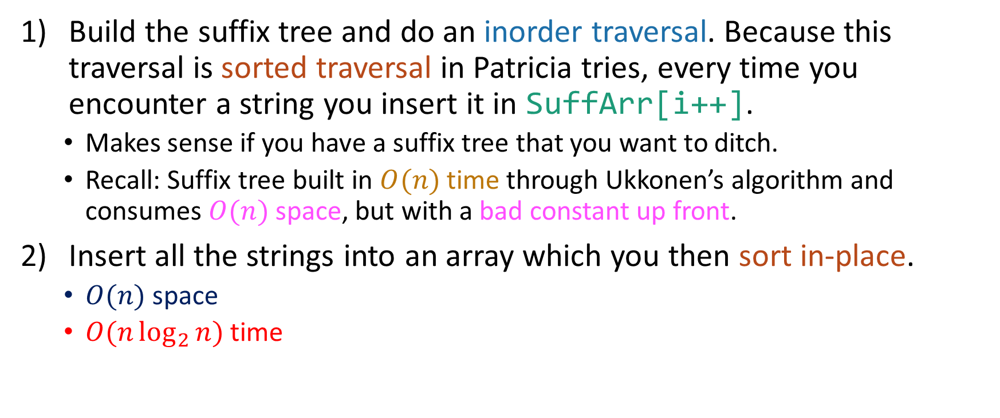 1) Build the suffix tree and do an inorder traversal. Because this
traversal is sorted traversal in Patricia tries, every time you
encounter a string you insert it in SuffArr[i++].
• Makes sense if you have a suffix tree that you want to ditch.
• Recall: Suffix tree built in O(n) time through Ukkonen’s algorithm and
consumes O(n) space, but with a bad constant up front.
2) Insert all the strings into an array which you then sort in-place.
• O(n) space
• O(n log₂ n) time